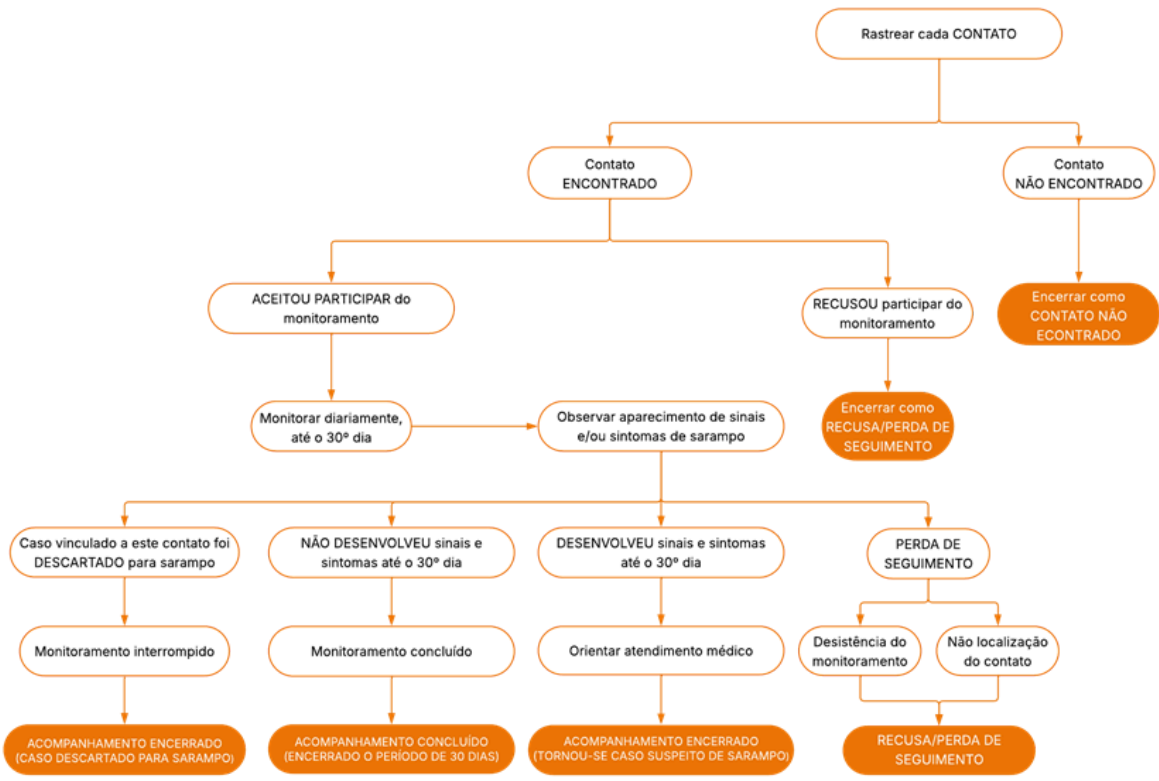 Rastrear cada CONTATO
Contato
ENCONTRADO
Contato
NÃO ENCONTRADO
ACEITOU PARTICIPAR do
monitoramento
RECUSOU participar do
monitoramento
Encerrar como
CONTATO NÃO
ECONTRADO
Monitorar diariamente,
até o 30º dia
Observar aparecimento de sinais
e/ou sintomas de sarampo
Encerrar como
RECUSA/PERDA DE
SEGUIMENTO
Caso vinculado a este contato foi
DESCARTADO para sarampo
NÃO DESENVOLVEU sinais e
sintomas até o 30º dia
DESENVOLVEU sinais e sintomas
até o 30º dia
PERDA DE
SEGUIMENTO
Monitoramento interrompido
Monitoramento concluído
Orientar atendimento médico
Desistência do
monitoramento
Não localização
do contato
ACOMPANHAMENTO ENCERRADO
(CASO DESCARTADO PARA SARAMPO)
ACOMPANHAMENTO CONCLUÍDO
(ENCERRADO O PERÍODO DE 30 DIAS)
ACOMPANHAMENTO ENCERRADO
(TORNOU-SE CASO SUSPEITO DE SARAMPO)
RECUSA/PERDA DE
SEGUIMENTO